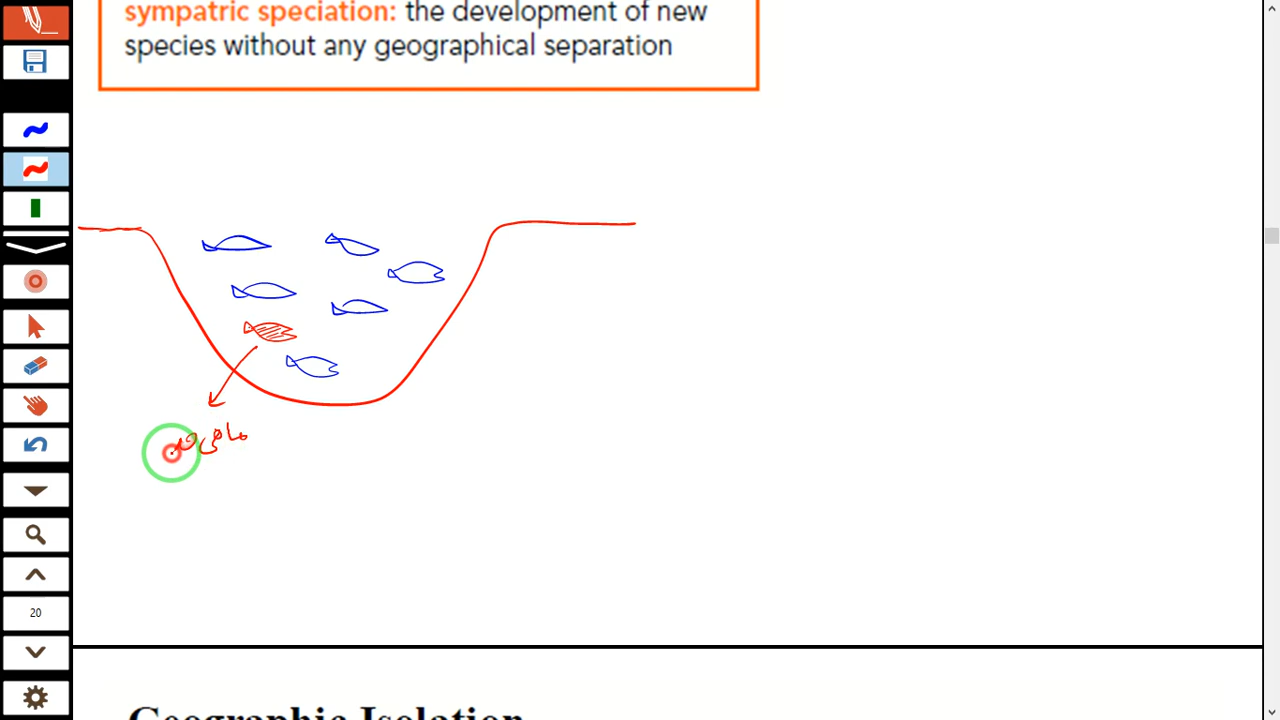 sympatric speciation: the development of new
species without any geographical separation
ماهی
20
Geographic Isolation